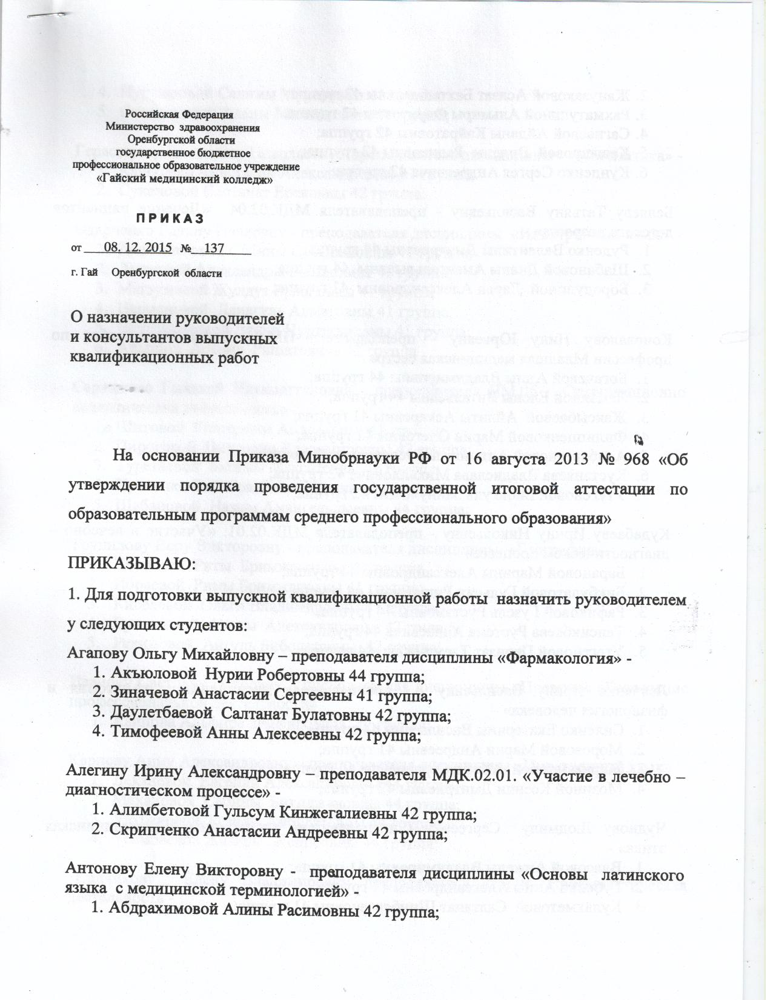 Российская Федерация
Министерство здравоохранения
Оренбургской области
государственное бюджетное
профессиональное образовательное учреждение
«Гайский медицинский колледж»
ПРИКАЗ
от 08. 12. 2015 № 137
г. Гай Оренбургской области
О назначении руководителей
и консультантов выпускных
квалификационных работ
На основании Приказа Минобрнауки РФ от 16 августа 2013 № 968 «Об
утверждении порядка проведения государственной итоговой аттестации по
образовательным программам среднего профессионального образования»
ПРИКАЗЫВАЮ:
1. Для подготовки выпускной квалификационной работы назначить руководителем
у следующих студентов:
Агапову Ольгу Михайловну – преподавателя дисциплины «Фармакология» -
1. Акъюловой Нурии Робертовны 44 группа;
2. Зиначевой Анастасии Сергеевны 41 группа;
3. Даулетбаевой Салтанат Булатовны 42 группа;
4. Тимофеевой Анны Алексеевны 42 группа;
Алегину Ирину Александровну – преподавателя МДК.02.01. «Участие в лечебно –
диагностическом процессе» -
1. Алимбетовой Гульсум Кинжегалиевны 42 группа;
2. Скрипченко Анастасии Андреевны 42 группа;
Антонову Елену Викторовну - преподавателя дисциплины «Основы латинского
языка с медицинской терминологией» -
1. Абдрахимовой Алины Расимовны 42 группа;